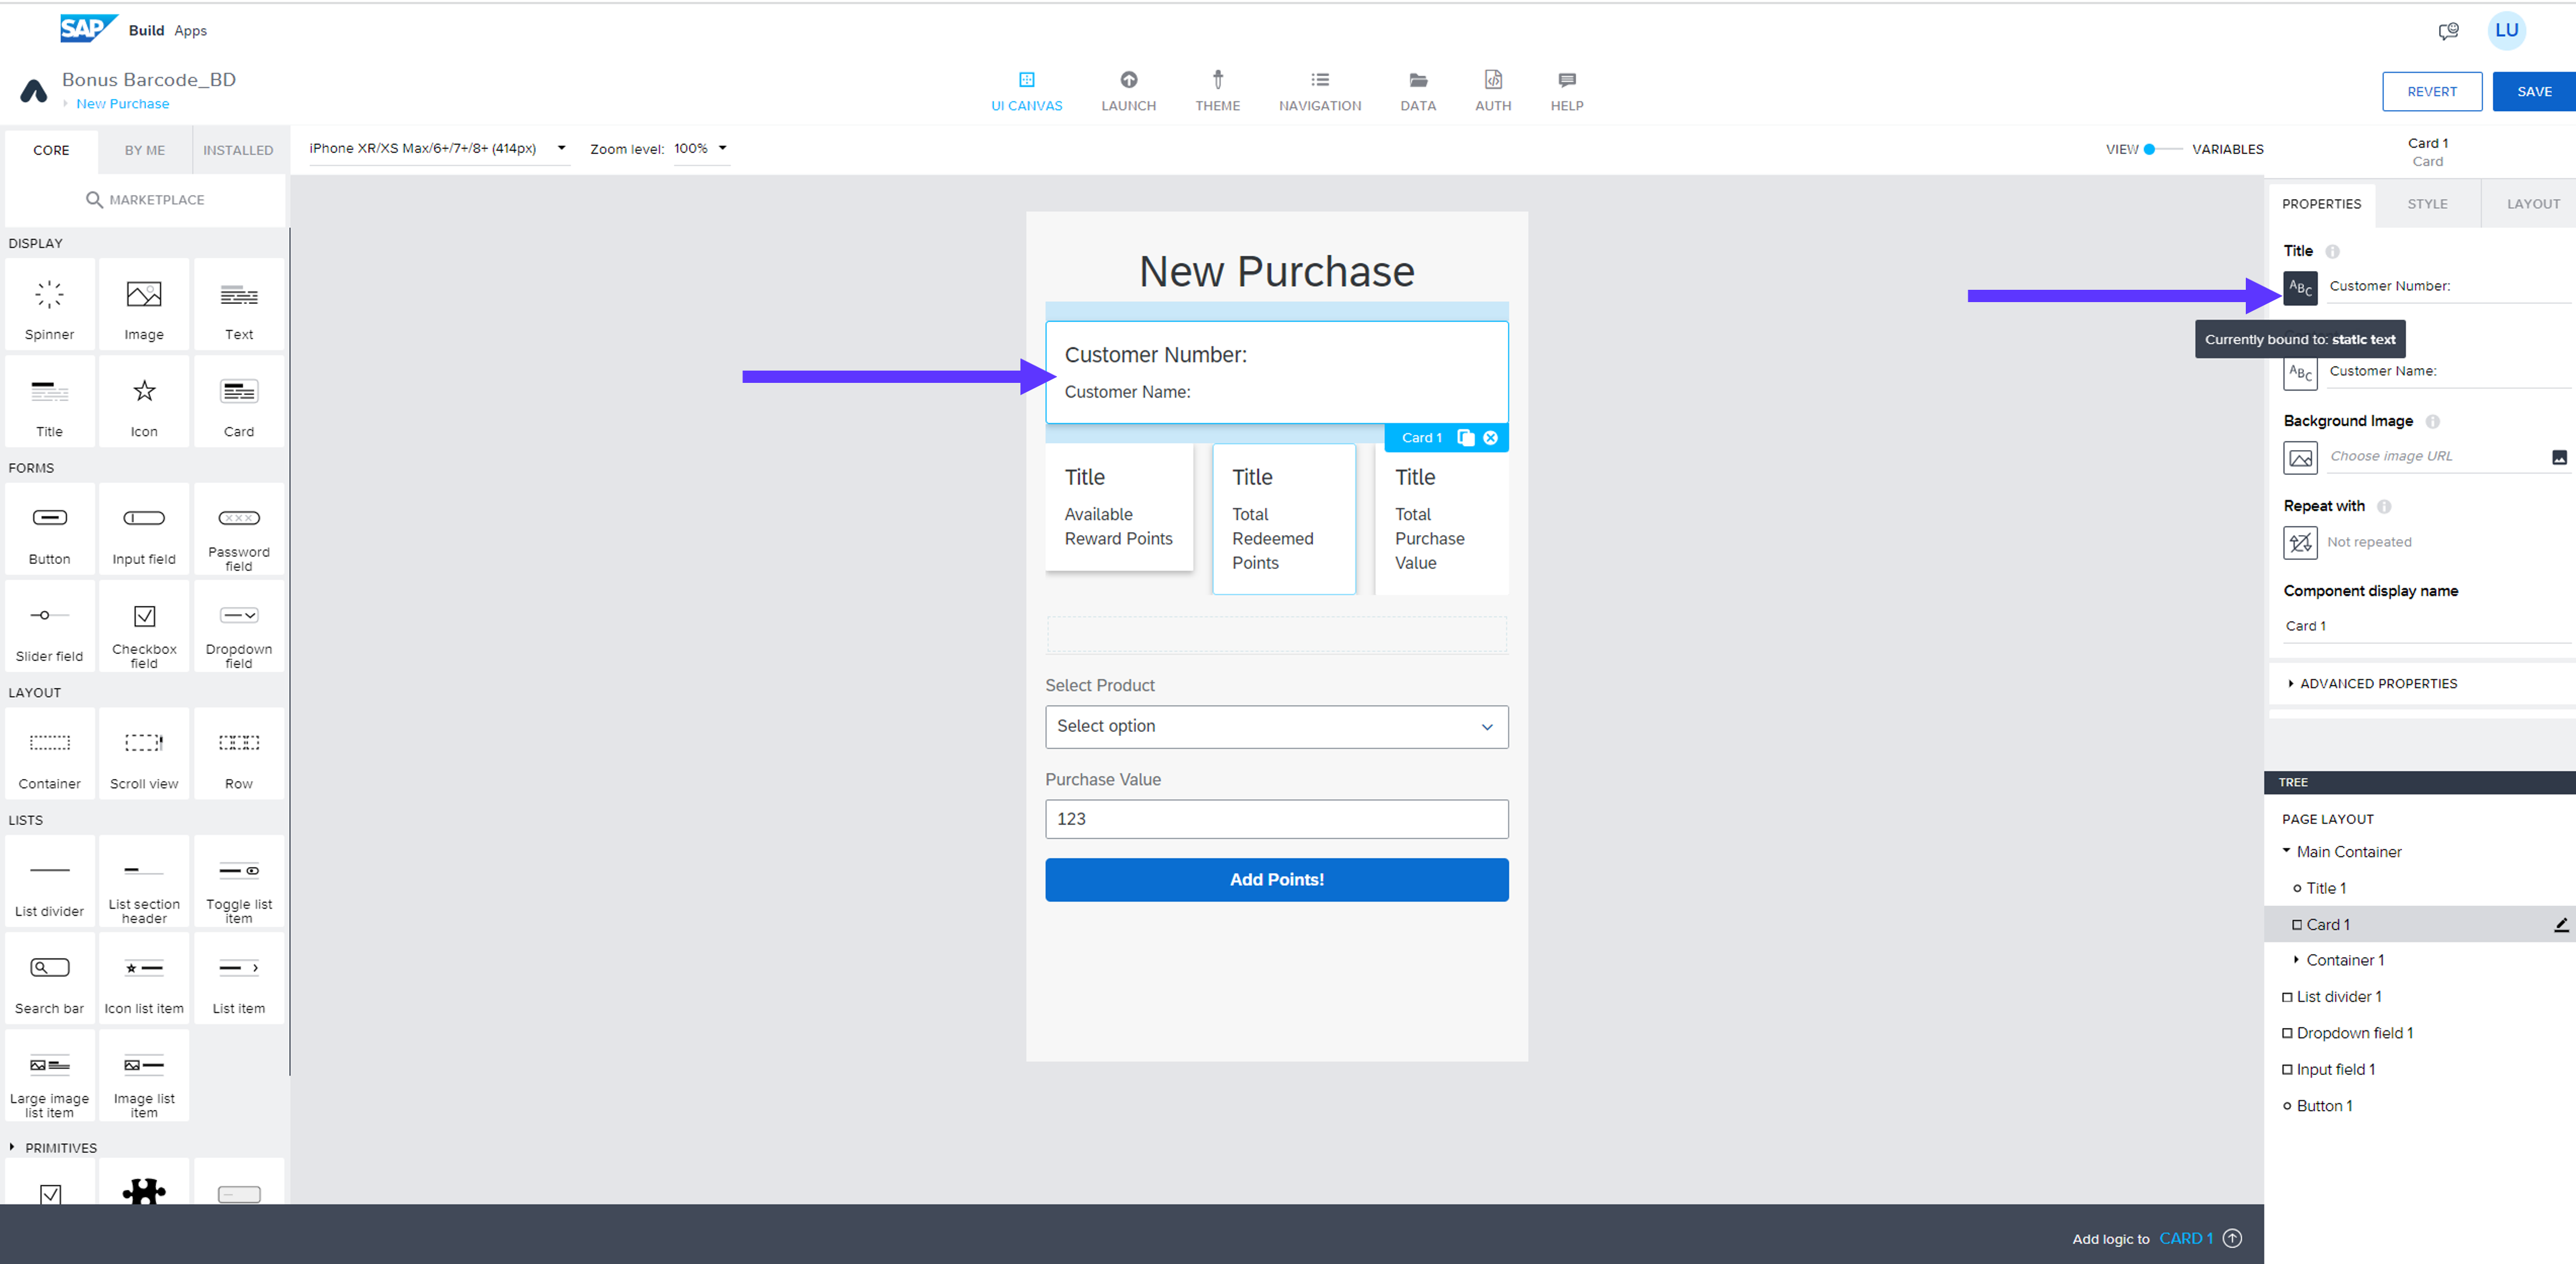 SAP Build Apps
Bonus Barcode_BD
New Purchase
UI CANVAS
LAUNCH
THEME
NAVIGATION
DATA
AUTH
HELP
REVERT
SAVE
LU
CORE
BY ME
INSTALLED
MARKETPLACE
DISPLAY
Spinner
Image
Text
Title
Icon
Card
FORMS
Button
Input field
Password
field
Slider field
Checkbox
field
Dropdown
field
LAYOUT
Container
Scroll view
Row
LISTS
List divider
List section
header
Toggle list
item
Search bar
Icon list item
List item
Large image
list item
Image list
item
PRIMITIVES
iPhone XR/XS Max/6+/7+/8+ (414px)
Zoom level: 100%
VIEW
VARIABLES
New Purchase
Customer Number:
Customer Name:
Card 1
Title
Available
Reward Points
Title
Total
Redeemed
Points
Title
Total
Purchase
Value
Select Product
Select option
Purchase Value
123
Add Points!
Add logic to CARD 1
Card 1
Card
PROPERTIES
STYLE
LAYOUT
Title
ABC
Customer Number:
Currently bound to: static text
ABC
Customer Name:
Background Image
Choose image URL
Repeat with
Not repeated
Component display name
Card 1
ADVANCED PROPERTIES
TREE
PAGE LAYOUT
Main Container
Title 1
Card 1
Container 1
List divider 1
Dropdown field 1
Input field 1
Button 1